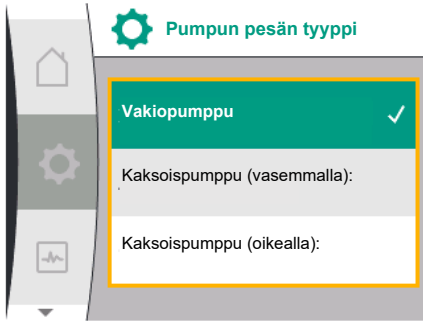 Pumpun pesän tyyppi
Vakiopumppu
Kaksoispumppu (vasemmalla):
Kaksoispumppu (oikealla):